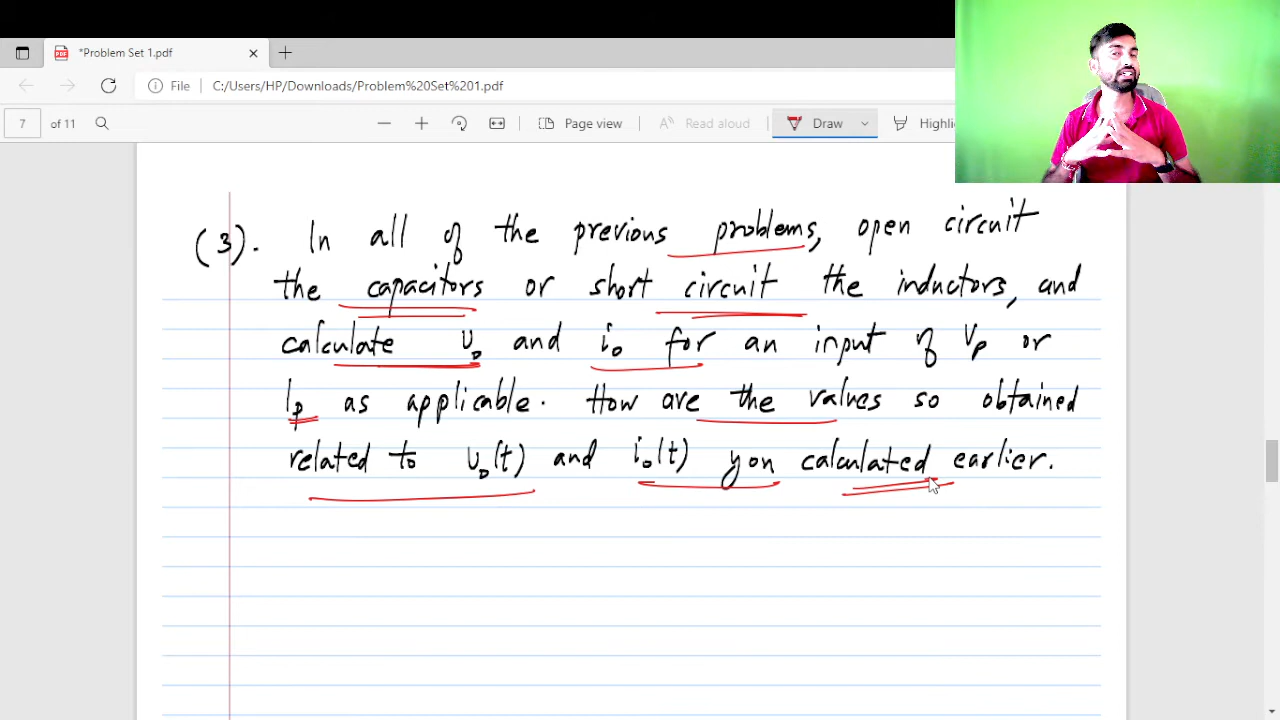 *Problem Set 1.pdf
File C:/Users/HP/Downloads/Problem%20Set%201.pdf
7 of 11 Page view Read aloud Draw Highli
(3). In all of the previous problems, open circuit
the capacitors or short circuit the inductors, and
calculate v₀ and i₀ for an input of Vp or
Ip as applicable. How are the values so obtained
related to v₀(t) and i₀(t) you calculated earlier.